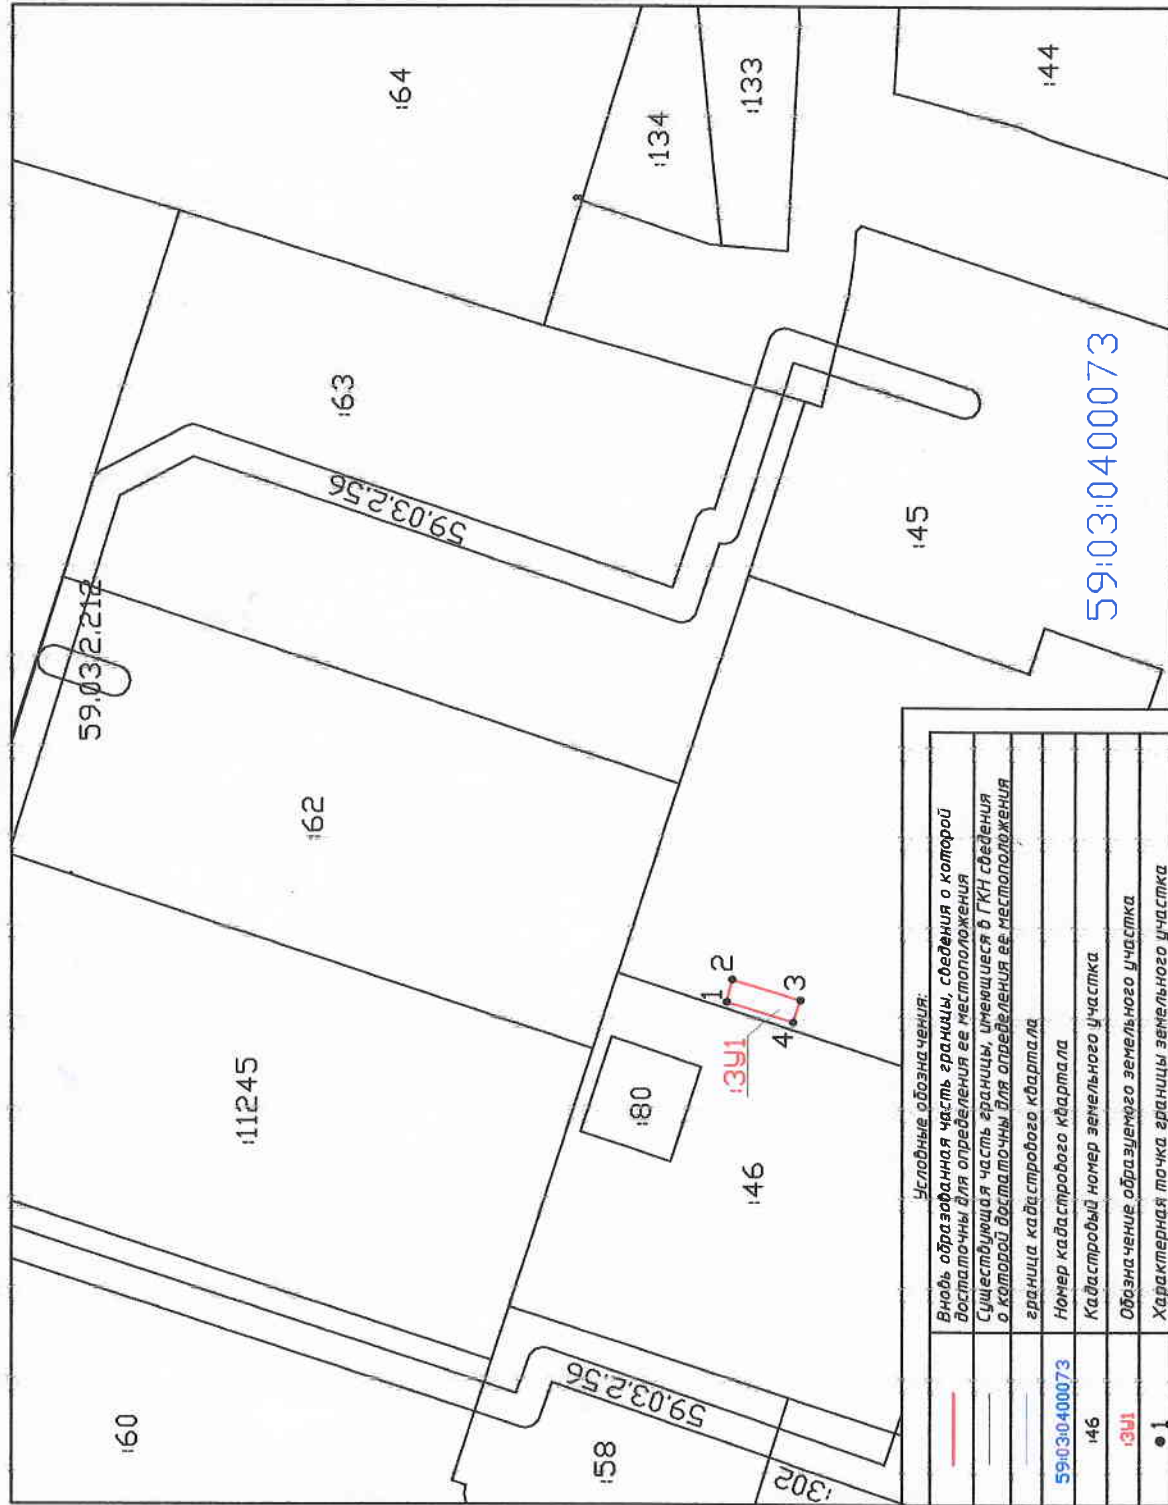 :60
:11245
:62
59.03.2.212
:63
59.03.2.56
:64
:134
:133
:44
:58
59.03.2.56
:302
:80
:46
:ЗУ1
1
2
3
4
:45
59:03:0400073
Условные обозначения:
Вновь образованная часть границы, сведения о которой
достаточны для определения ее местоположения
Существующая часть границы, имеющиеся в ГКН сведения
о которой достаточны для определения ее местоположения
граница кадастрового квартала
59:03:0400073 Номер кадастрового квартала
:46 Кадастровый номер земельного участка
:ЗУ1 Обозначение образуемого земельного участка
1 Характерная точка границы земельного участка